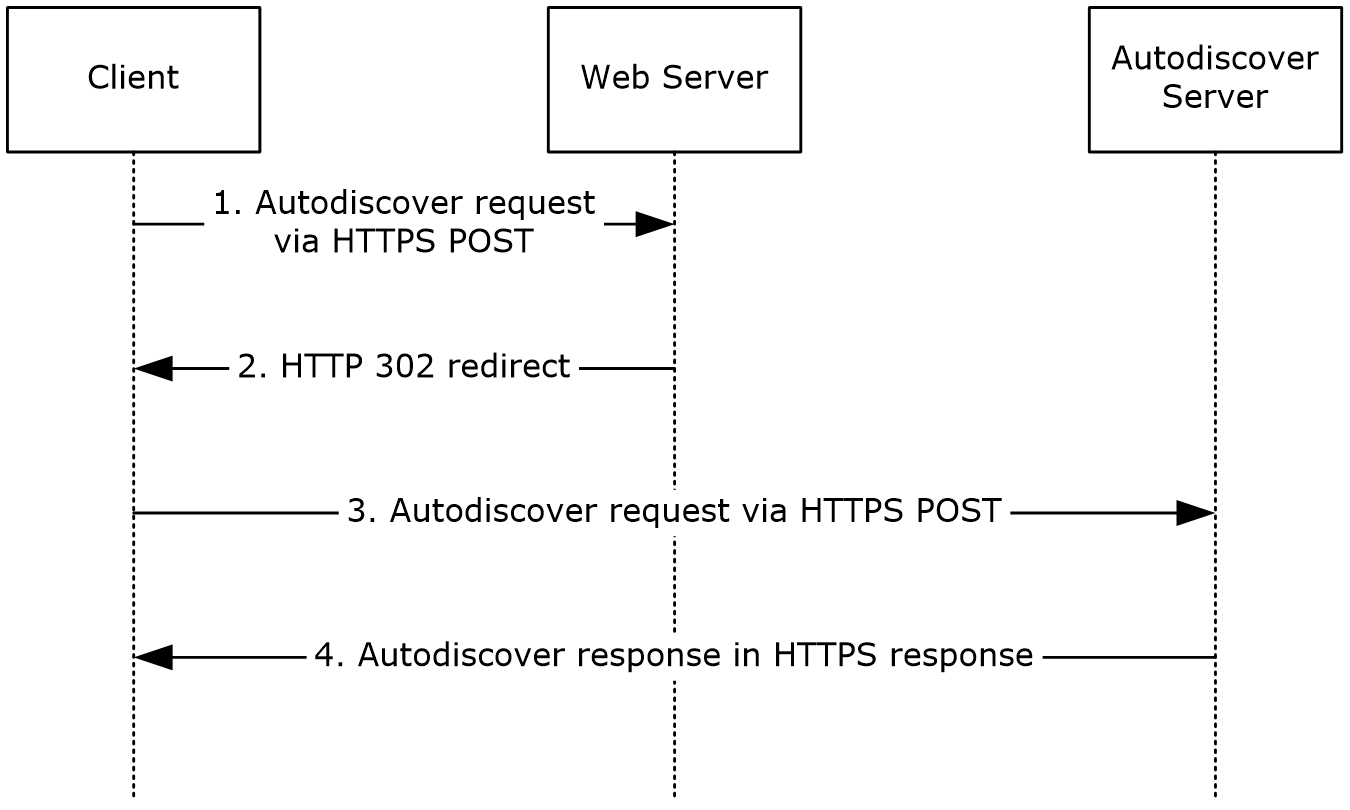 Client
Web Server
Autodiscover
Server
1. Autodiscover request
via HTTPS POST
2. HTTP 302 redirect
3. Autodiscover request via HTTPS POST
4. Autodiscover response in HTTPS response